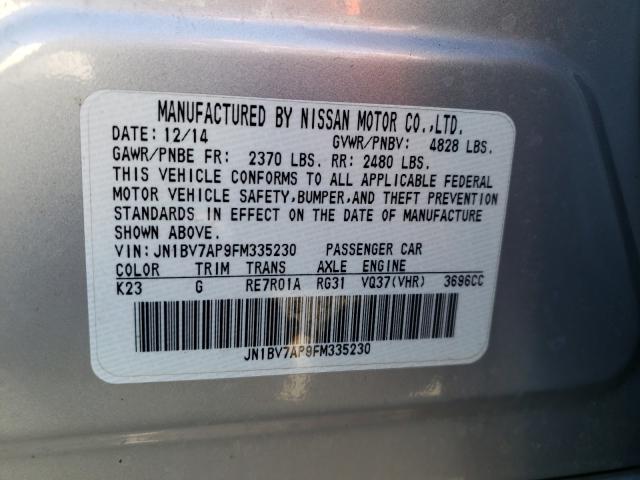 MANUFACTURED BY NISSAN MOTOR CO.,LTD.
DATE: 12/14 GVWR/PNBV: 4828 LBS.
GAWR/PNBE FR: 2370 LBS. RR: 2480 LBS.
THIS VEHICLE CONFORMS TO ALL APPLICABLE FEDERAL
MOTOR VEHICLE SAFETY,BUMPER,AND THEFT PREVENTION
STANDARDS IN EFFECT ON THE DATE OF MANUFACTURE
SHOWN ABOVE.
VIN: JN1BV7AP9FM335230 PASSENGER CAR
COLOR TRIM TRANS AXLE ENGINE
K23 G RE7R01A RG31 VQ37(VHR) 3696CC
JN1BV7AP9FM335230